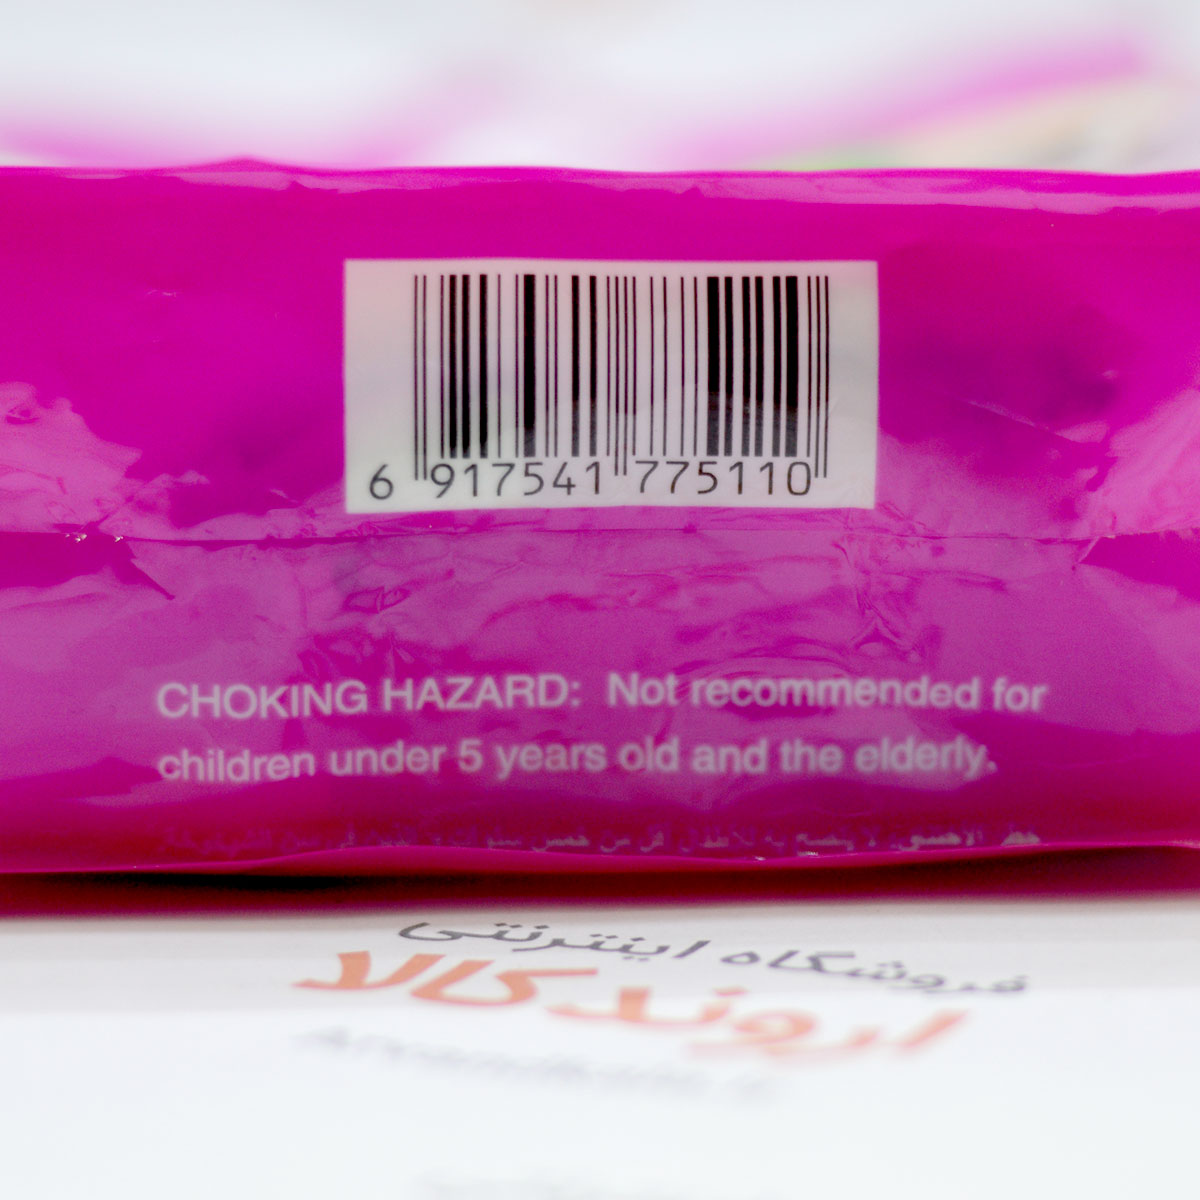 6 917541 775110
CHOKING HAZARD: Not recommended for
children under 5 years old and the elderly.
خمس
فروشگاه اینترنتی
اروند کالا